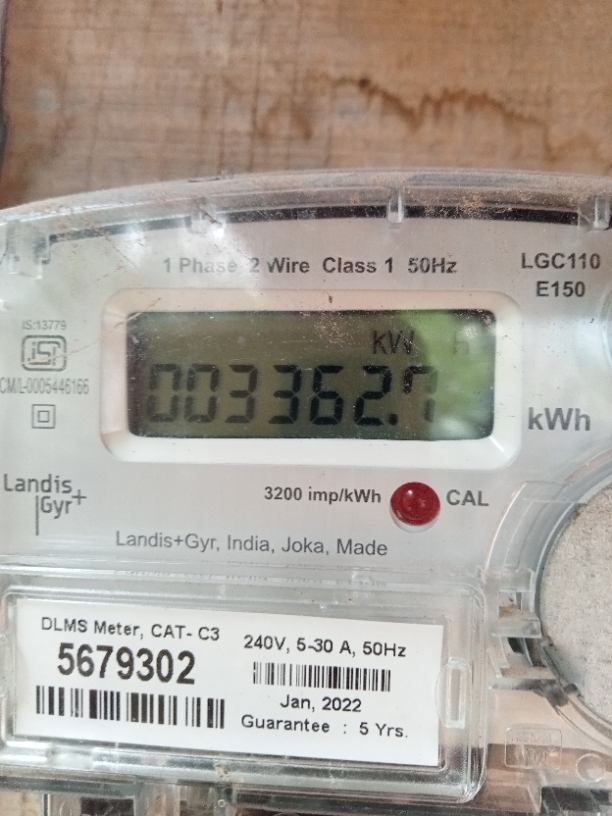 1 Phase 2 Wire Class 1 50Hz
LGC110
E150
IS:13779
ISI
CM/L-0005446166
kW h
003362.7
kWh
Landis
Gyr+
3200 imp/kWh
CAL
Landis+Gyr, India, Joka, Made
DLMS Meter, CAT- C3
5679302
240V, 5-30 A, 50Hz
Jan, 2022
Guarantee : 5 Yrs.